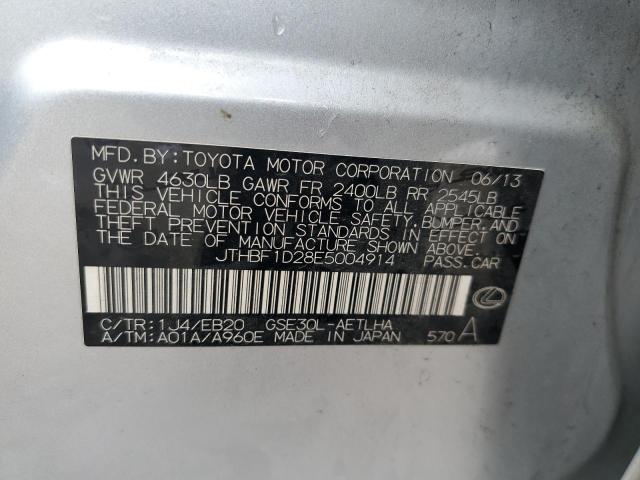 MFD. BY: TOYOTA MOTOR CORPORATION 06/13
GVWR 4630LB GAWR FR 2400LB RR 2545LB
THIS VEHICLE CONFORMS TO ALL APPLICABLE
FEDERAL MOTOR VEHICLE SAFETY, BUMPER, AND
THEFT PREVENTION STANDARDS IN EFFECT ON
THE DATE OF MANUFACTURE SHOWN ABOVE.
JTHBF1D28E5004914 PASS.CAR
C/TR: 1J4/EB20 GSE30L-AETLHA
A/TM: A01A/A960E MADE IN JAPAN 570 A